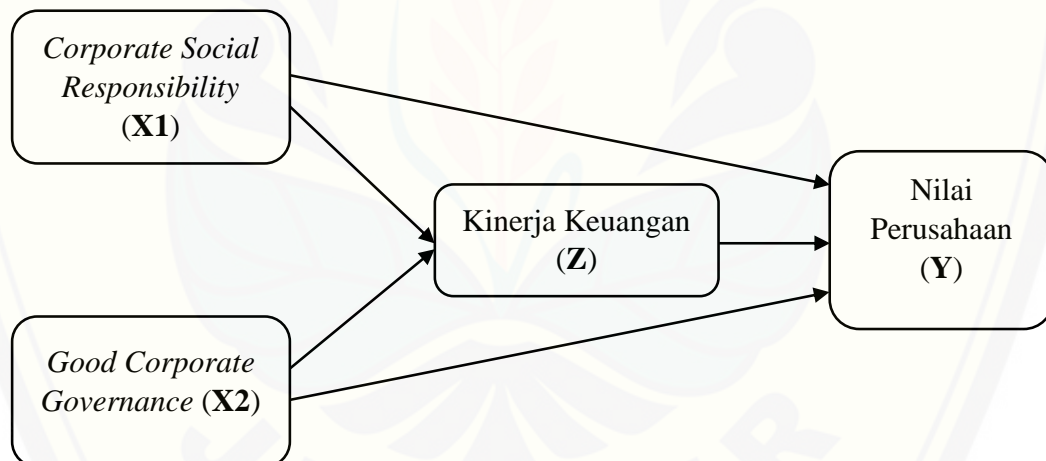 Corporate Social
Responsibility
(X1)
Kinerja Keuangan
(Z)
Nilai
Perusahaan
(Y)
Good Corporate
Governance (X2)